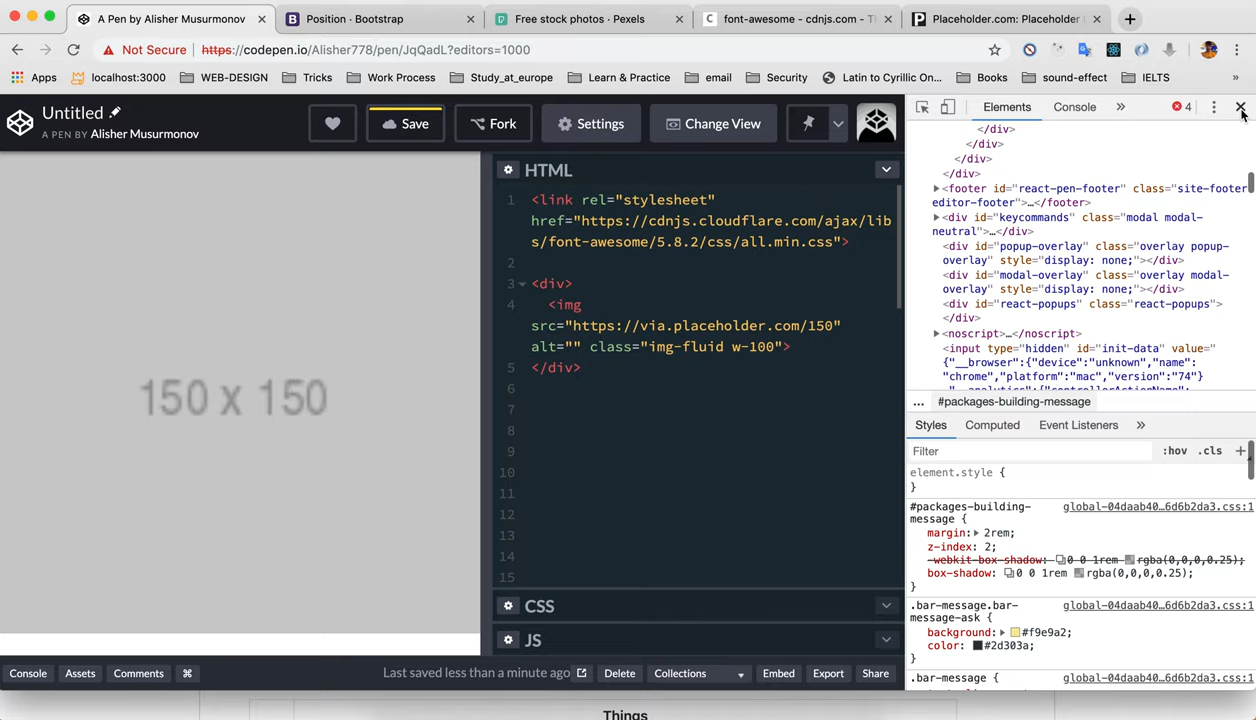 A Pen by Alisher Musurmonov
Position · Bootstrap
Free stock photos · Pexels
font-awesome - cdnjs.com - Th
Placeholder.com: Placeholder
Not Secure
https://codepen.io/Alisher778/pen/JqQadL?editors=1000
Apps
localhost:3000
WEB-DESIGN
Tricks
Work Process
Study_at_europe
Learn & Practice
email
Security
Latin to Cyrillic On...
Books
sound-effect
IELTS
»
Untitled
A PEN BY Alisher Musurmonov
Save
Fork
Settings
Change View
HTML
1 <link rel="stylesheet"
href="https://cdnjs.cloudflare.com/ajax/lib
s/font-awesome/5.8.2/css/all.min.css">
2
3 <div>
4 <img
src="https://via.placeholder.com/150"
alt="" class="img-fluid w-100">
5 </div>
6
7
8
9
10
11
12
13
14
15
150 x 150
CSS
JS
Console
Assets
Comments
⌘
Last saved less than a minute ago
Delete
Collections
Embed
Export
Share
Things
Elements
Console
»
4
</div>
</div>
</div>
</div>
<footer id="react-pen-footer" class="site-footer
editor-footer">…</footer>
<div id="keycommands" class="modal modal-
neutral">…</div>
<div id="popup-overlay" class="overlay popup-
overlay" style="display: none;"></div>
<div id="modal-overlay" class="overlay modal-
overlay" style="display: none;"></div>
<div id="react-popups" class="react-popups">
</div>
<noscript>…</noscript>
<input type="hidden" id="init-data" value="
{"__browser":{"device":"unknown","name":
"chrome","platform":"mac","version":"74"}
... #packages-building-message
Styles
Computed
Event Listeners
»
Filter
:hov
.cls
+
element.style {
}
#packages-building-
message {
global-04daab40…6d6b2da3.css:1
margin: 2rem;
z-index: 2;
-webkit-box-shadow: 0 0 1rem rgba(0,0,0,0.25);
box-shadow: 0 0 1rem rgba(0,0,0,0.25);
}
.bar-message.bar-
message-ask {
global-04daab40…6d6b2da3.css:1
background: #f9e9a2;
color: #2d303a;
}
.bar-message {
global-04daab40…6d6b2da3.css:1